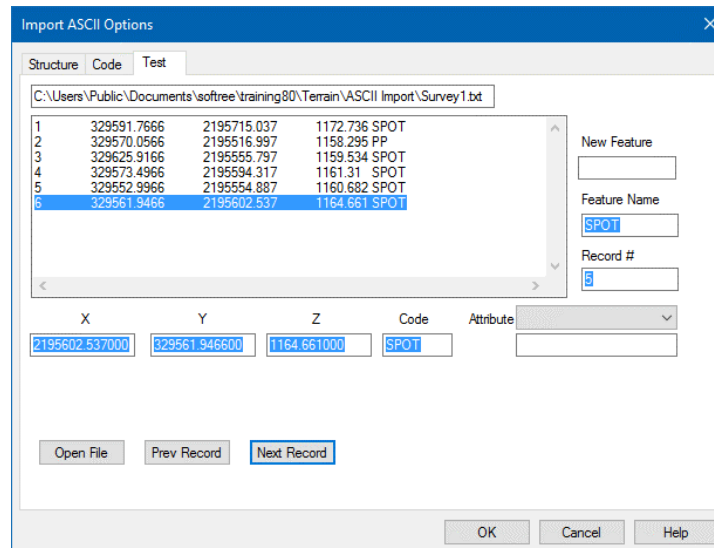 Import ASCII Options
Structure Code Test
C:\Users\Public\Documents\softree\training80\Terrain\ASCII Import\Survey1.txt
1 329591.7666 2195715.037 1172.736 SPOT
2 329570.0566 2195516.997 1158.295 PP
3 329625.9166 2195555.797 1159.534 SPOT
4 329573.4966 2195594.317 1161.31 SPOT
5 329552.9966 2195554.887 1160.682 SPOT
6 329561.9466 2195602.537 1164.661 SPOT
New Feature
Feature Name
SPOT
Record #
5
X Y Z Code Attribute
2195602.537000 329561.946600 1164.661000 SPOT
Open File Prev Record Next Record
OK Cancel Help